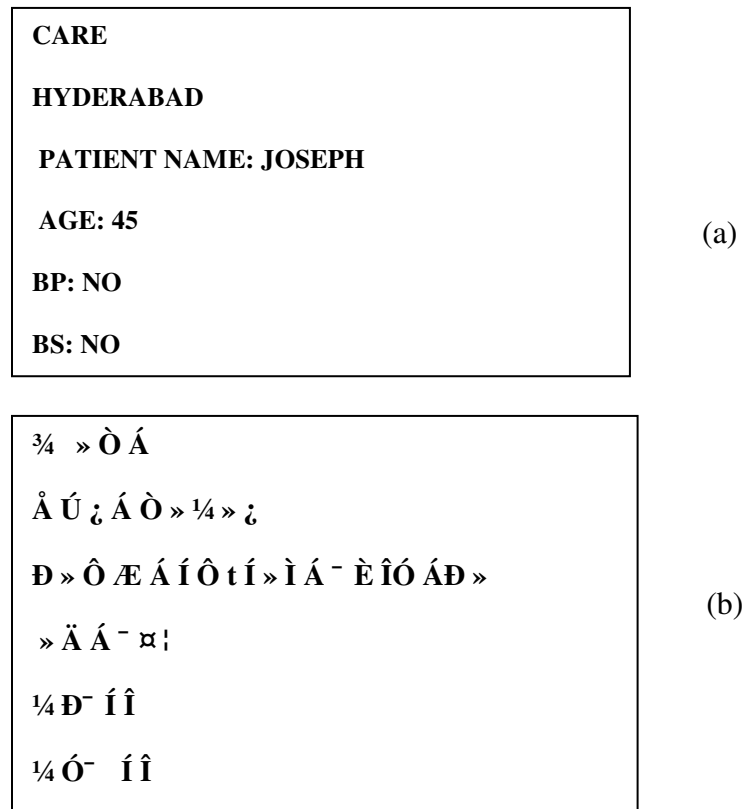 CARE
HYDERABAD
PATIENT NAME: JOSEPH
AGE: 45
BP: NO
BS: NO
(a)
¾ » Ò Á
Å Ú ¿ Á Ò » ¼ » ¿
Ð » Ô Æ Á Í Ô t Í » Ì Á ¯ È ÎÓ ÁÐ »
» Ä Á ¯ ¤ ¦
¼ Ð¯ Í Î
¼ Ó¯ Í Î
(b)